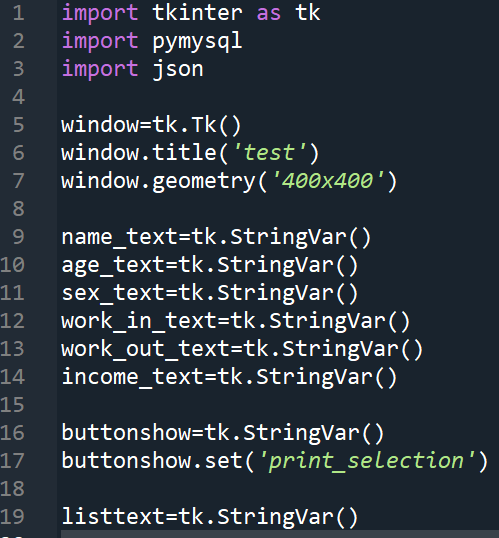 1 import tkinter as tk
2 import pymysql
3 import json
4
5 window=tk.Tk()
6 window.title('test')
7 window.geometry('400x400')
8
9 name_text=tk.StringVar()
10 age_text=tk.StringVar()
11 sex_text=tk.StringVar()
12 work_in_text=tk.StringVar()
13 work_out_text=tk.StringVar()
14 income_text=tk.StringVar()
15
16 buttonshow=tk.StringVar()
17 buttonshow.set('print_selection')
18
19 listtext=tk.StringVar()